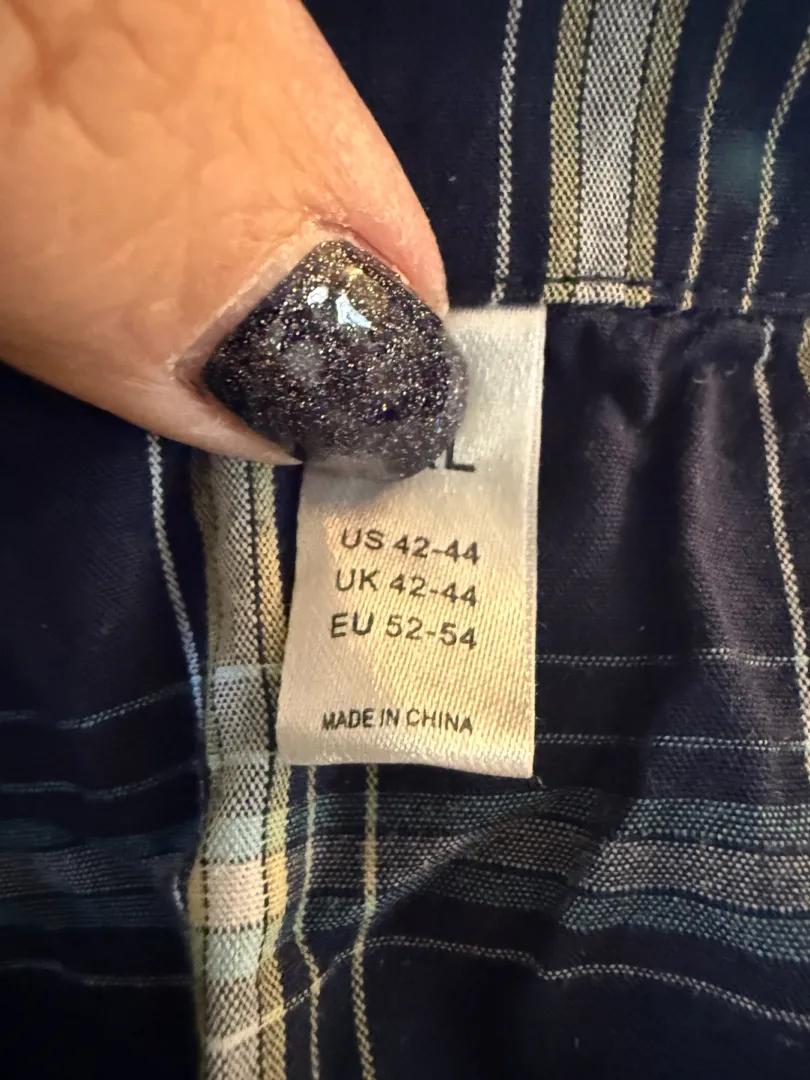 L
US 42-44
UK 42-44
EU 52-54
MADE IN CHINA